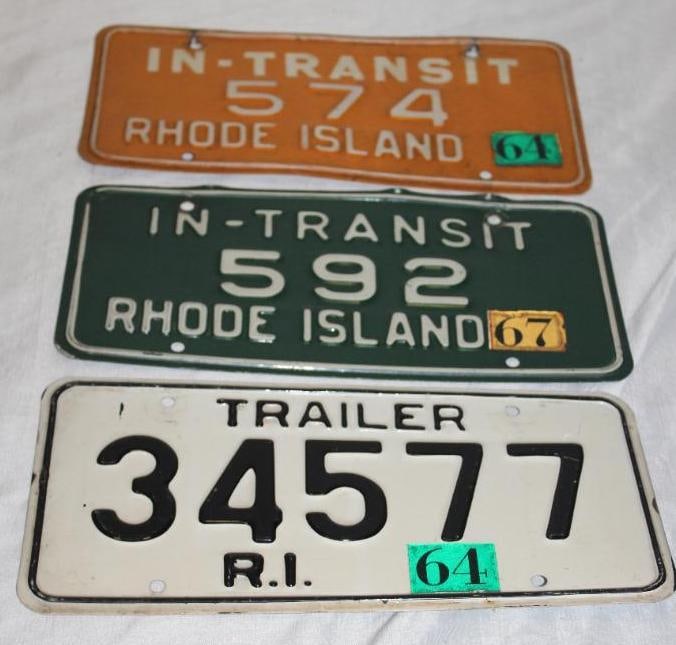 IN-TRANSIT
574
RHODE ISLAND 64
IN-TRANSIT
592
RHODE ISLAND 67
TRAILER
34577
R.I. 64